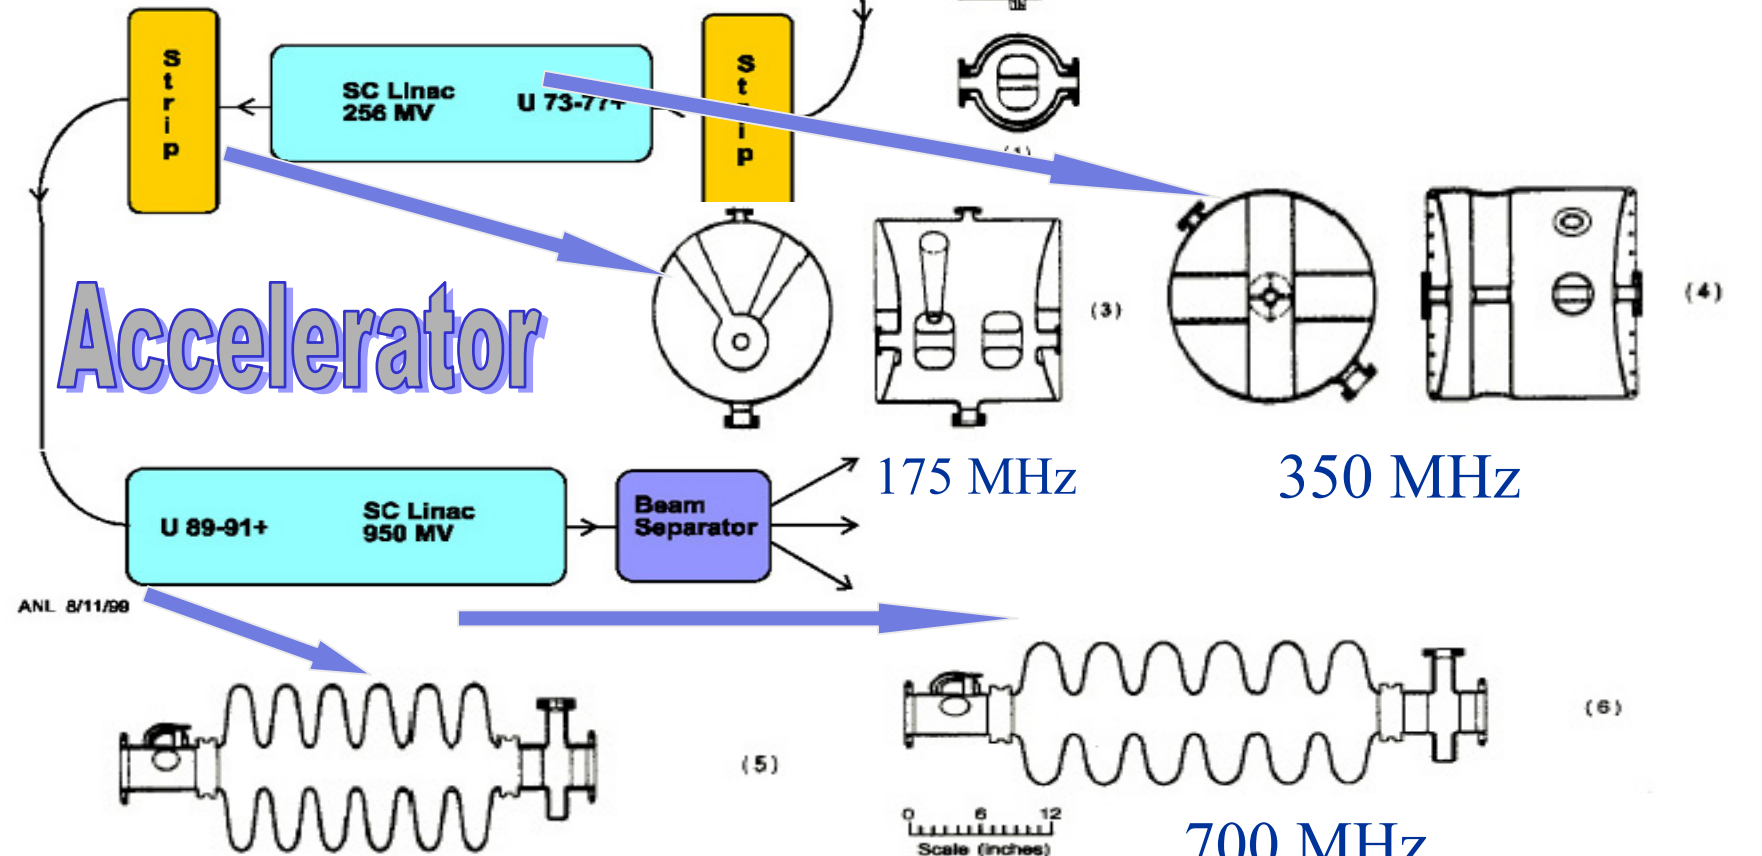 Strip
SC Linac
256 MV
U 73-77+
Strip
(1)
(3)
(4)
Accelerator
175 MHz
350 MHz
U 89-91+
SC Linac
950 MV
Beam
Separator
ANL 8/11/99
(5)
(6)
0 6 12
Scale (inches)
700 MHz